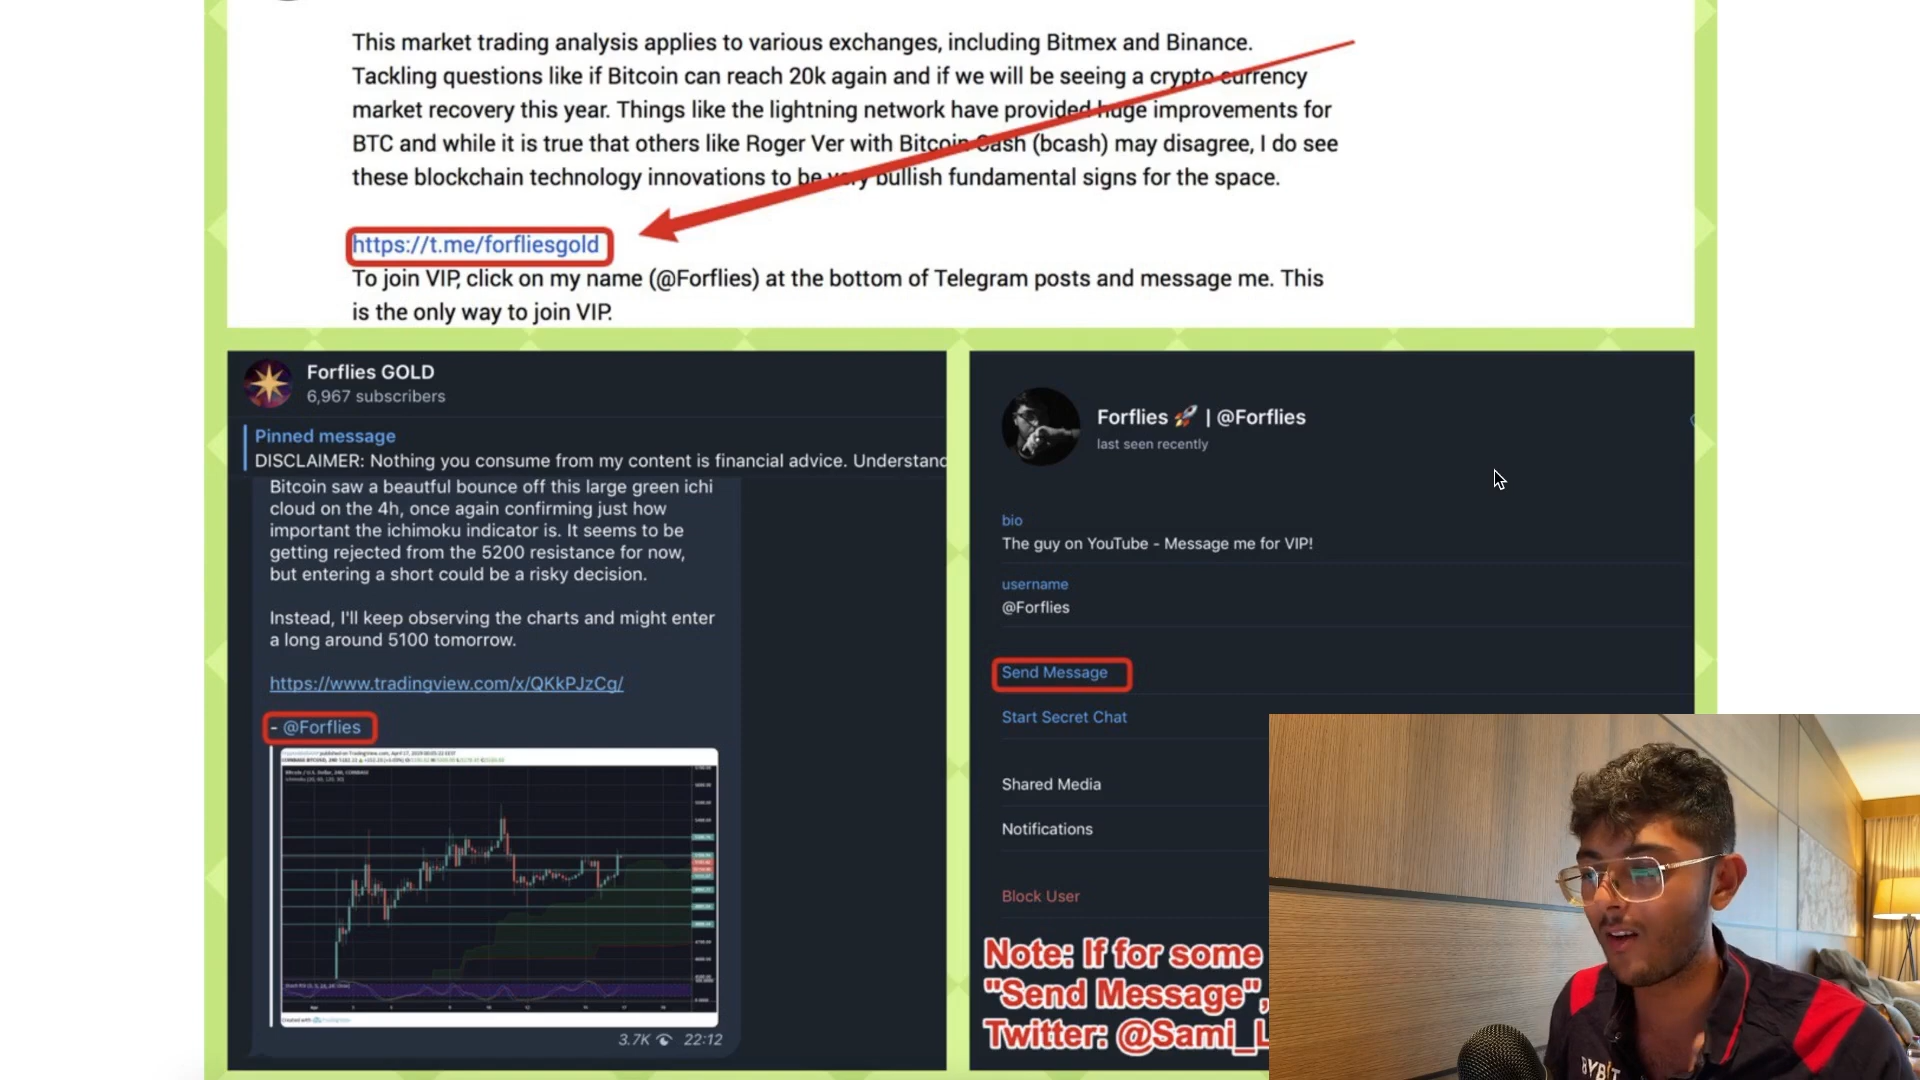 This market trading analysis applies to various exchanges, including Bitmex and Binance.
Tackling questions like if Bitcoin can reach 20k again and if we will be seeing a crypto currency
market recovery this year. Things like the lightning network have provided huge improvements for
BTC and while it is true that others like Roger Ver with Bitcoin Cash (bcash) may disagree, I do see
these blockchain technology innovations to be very bullish fundamental signs for the space.
https://t.me/forfliesgold
To join VIP, click on my name (@Forflies) at the bottom of Telegram posts and message me. This
is the only way to join VIP.
Forflies GOLD
6,967 subscribers
Pinned message
DISCLAIMER: Nothing you consume from my content is financial advice. Understand
Bitcoin saw a beautful bounce off this large green ichi
cloud on the 4h, once again confirming just how
important the ichimoku indicator is. It seems to be
getting rejected from the 5200 resistance for now,
but entering a short could be a risky decision.
Instead, I'll keep observing the charts and might enter
a long around 5100 tomorrow.
https://www.tradingview.com/x/QKkPJzCg/
- @Forflies
3.7K 22:12
Forflies 🚀 | @Forflies
last seen recently
bio
The guy on YouTube - Message me for VIP!
username
@Forflies
Send Message
Start Secret Chat
Shared Media
Notifications
Block User
Note: If for some
"Send Message",
Twitter: @Sami_L
BYBIT